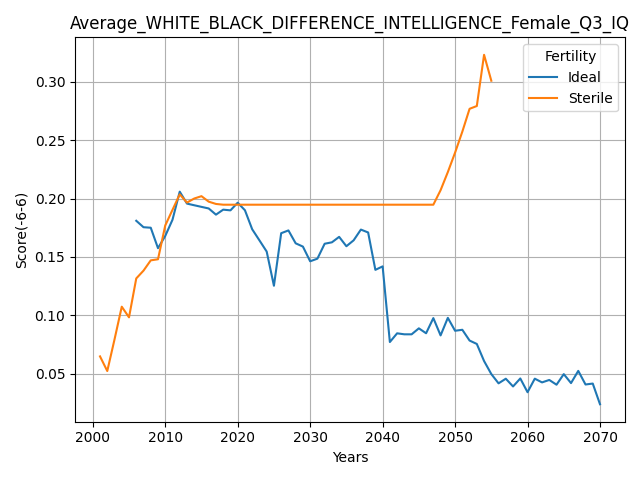 Average_WHITE_BLACK_DIFFERENCE_INTELLIGENCE_Female_Q3_IQ
Fertility
Ideal
Sterile
Score(-6-6)
0.30
0.25
0.20
0.15
0.10
0.05
2000 2010 2020 2030 2040 2050 2060 2070
Years